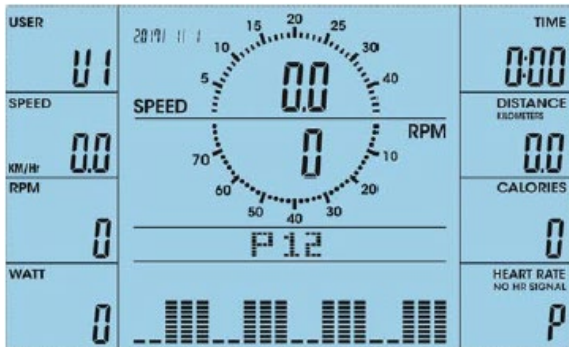 USER
U1
SPEED
KM/Hr 0.0
RPM
0
WATT
0
2019/ 11 1
5 10 15 20 25 30 40
SPEED
0.0
0
RPM
70 60 50 40 30 20 10
P12
TIME
0:00
DISTANCE
KILOMETERS
0.0
CALORIES
0
HEART RATE
NO HR SIGNAL
P